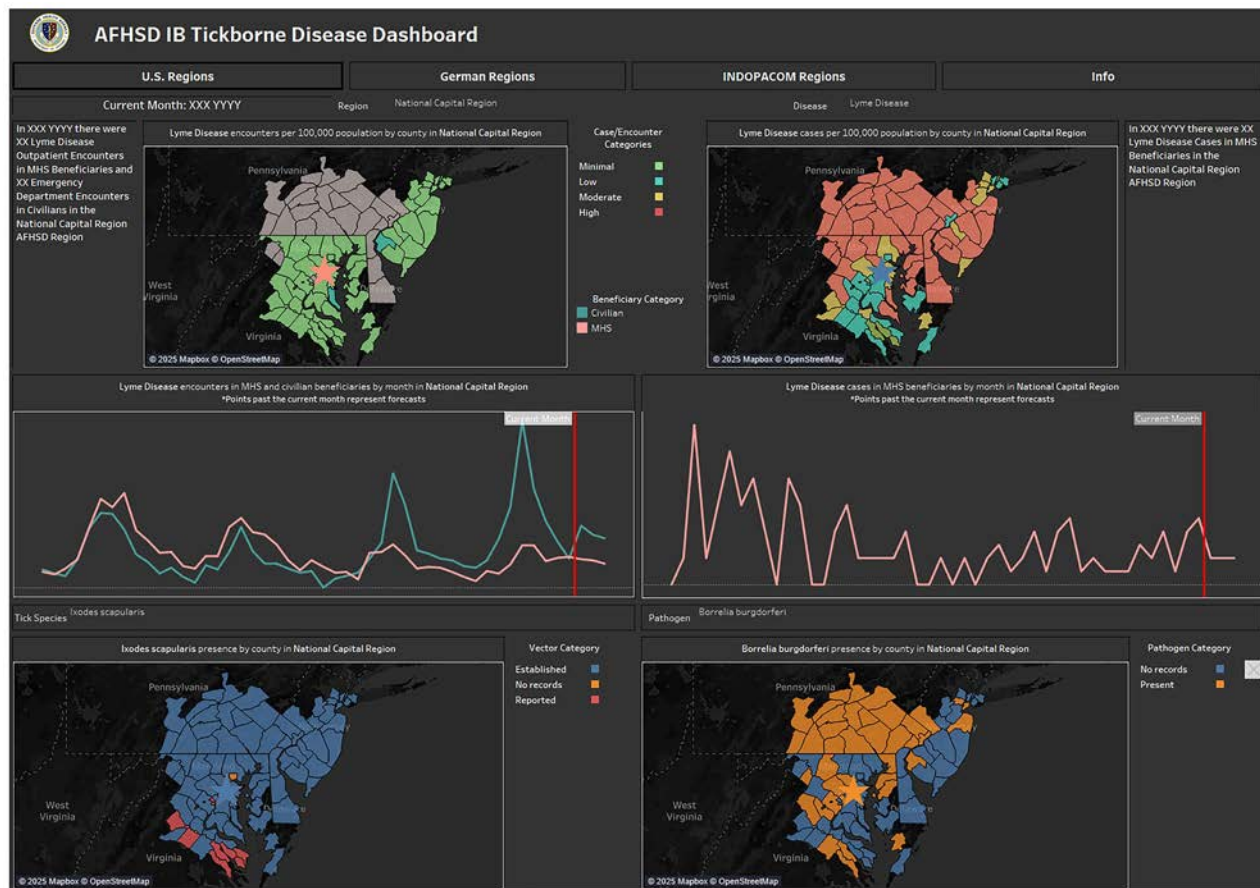 AFHSD IB Tickborne Disease Dashboard
U.S. Regions
German Regions
INDOPACOM Regions
Info
Current Month: XXX YYYY
Region
National Capital Region
Disease
Lyme Disease
In XXX YYYY there were
XX Lyme Disease
Outpatient Encounters
in MHS Beneficiaries and
XX Emergency
Department Encounters
in Civilians in the
National Capital Region
AFHSD Region
Lyme Disease encounters per 100,000 population by county in National Capital Region
Pennsylvania
West
Virginia
Virginia
© 2025 Mapbox © OpenStreetMap
Case/Encounter
Categories
Minimal
Low
Moderate
High
Beneficiary Category
Civilian
MHS
Lyme Disease cases per 100,000 population by county in National Capital Region
Pennsylvania
West
Virginia
Virginia
© 2025 Mapbox © OpenStreetMap
In XXX YYYY there were XX
Lyme Disease Cases in MHS
Beneficiaries in the
National Capital Region
AFHSD Region
Lyme Disease encounters in MHS and civilian beneficiaries by month in National Capital Region
*Points past the current month represent forecasts
Current Month
Lyme Disease cases in MHS beneficiaries by month in National Capital Region
*Points past the current month represent forecasts
Current Month
Tick Species
Ixodes scapularis
Pathogen
Borrelia burgdorferi
Ixodes scapularis presence by county in National Capital Region
Pennsylvania
West
Virginia
Virginia
© 2025 Mapbox © OpenStreetMap
Vector Category
Established
No records
Reported
Borrelia burgdorferi presence by county in National Capital Region
Pennsylvania
West
Virginia
Virginia
© 2025 Mapbox © OpenStreetMap
Pathogen Category
No records
Present